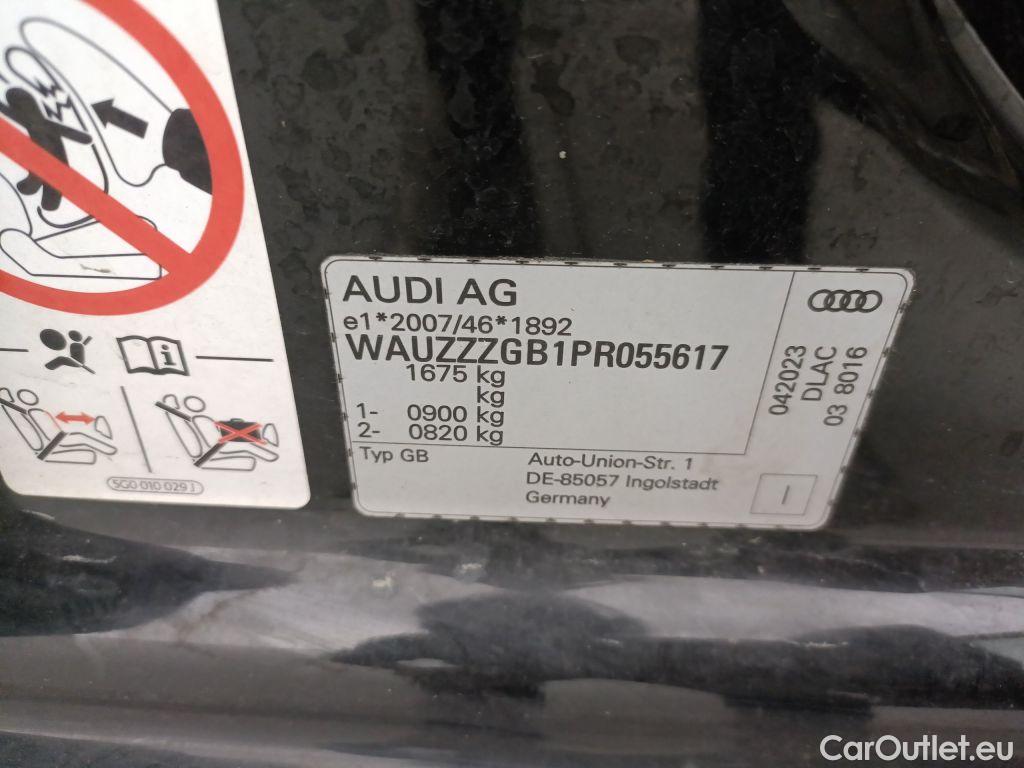 AUDI AG
e1*2007/46*1892
WAUZZZGB1PR055617
1675 kg
kg
1- 0900 kg
2- 0820 kg
Typ GB
Auto-Union-Str. 1
DE-85057 Ingolstadt
Germany
042023
DLAC
03 8016
I
i
5G0 010 029 J
CarOutlet.eu